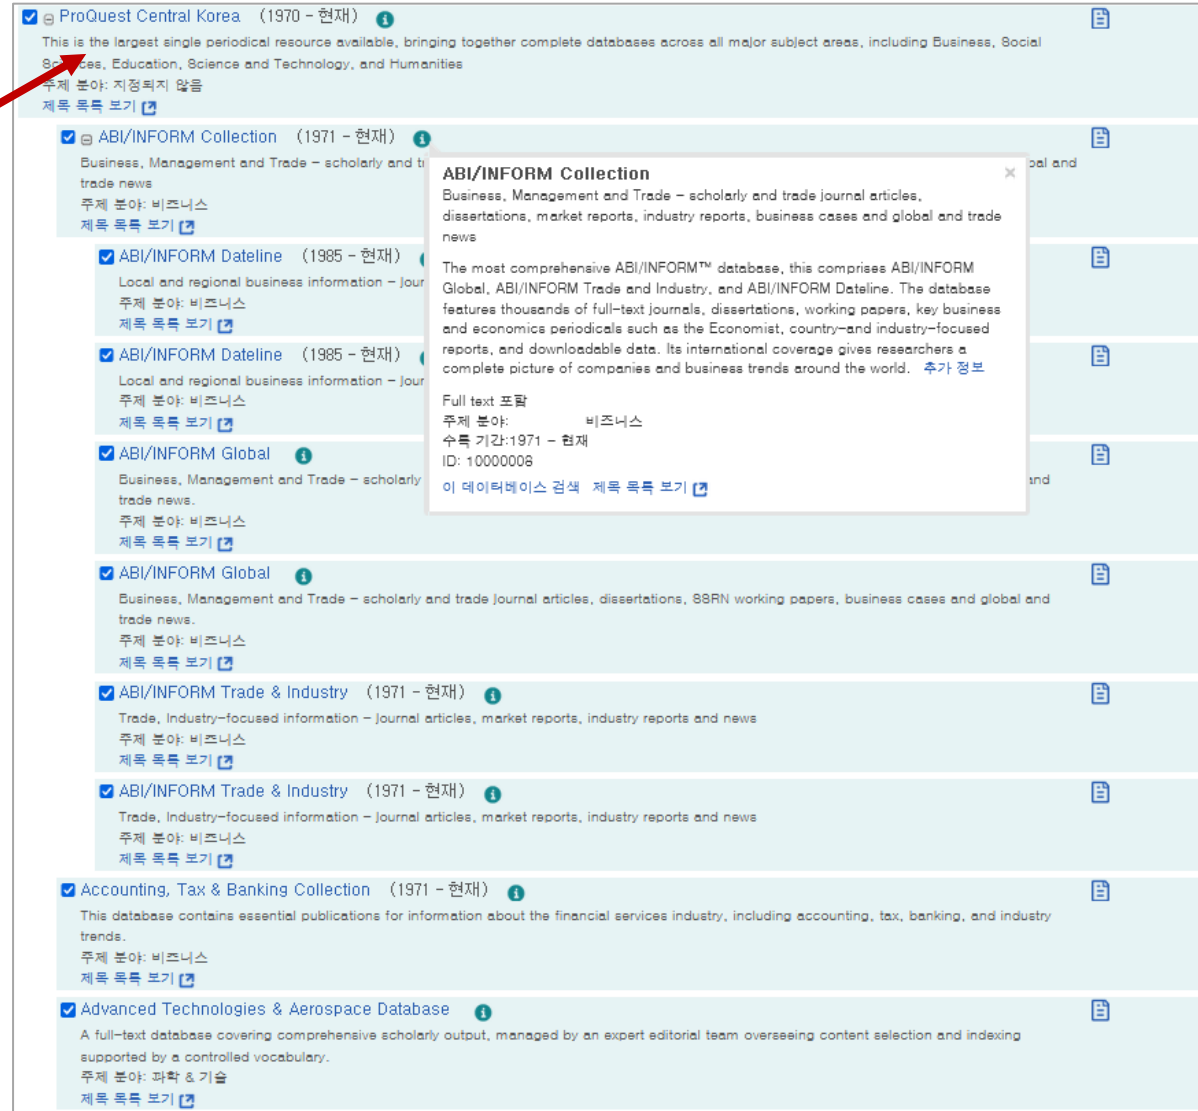 ProQuest Central Korea (1970 - 현재)
This is the largest single periodical resource available, bringing together complete databases across all major subject areas, including Business, Social
Sciences, Education, Science and Technology, and Humanities
주제 분야: 지정되지 않음
제목 목록 보기
ABI/INFORM Collection (1971 - 현재)
Business, Management and Trade - scholarly and
bal and
trade news
주제 분야: 비즈니스
제목 목록 보기
ABI/INFORM Collection
Business, Management and Trade - scholarly and trade journal articles,
dissertations, market reports, industry reports, business cases and global and trade
news
The most comprehensive ABI/INFORM™ database, this comprises ABI/INFORM
Global, ABI/INFORM Trade and Industry, and ABI/INFORM Dateline. The database
features thousands of full-text journals, dissertations, working papers, key business
and economics periodicals such as the Economist, country-and industry-focused
reports, and downloadable data. Its international coverage gives researchers a
complete picture of companies and business trends around the world. 추가 정보
Full text 포함
주제 분야: 비즈니스
수록 기간:1971 - 현재
ID: 10000008
이 데이터베이스 검색 제목 목록 보기
ABI/INFORM Dateline (1985 - 현재)
Local and regional business information - jour
주제 분야: 비즈니스
제목 목록 보기
ABI/INFORM Dateline (1985 - 현재)
Local and regional business information - jour
주제 분야: 비즈니스
제목 목록 보기
ABI/INFORM Global
Business, Management and Trade - scholarly
and
trade news.
주제 분야: 비즈니스
제목 목록 보기
ABI/INFORM Global
Business, Management and Trade - scholarly and trade journal articles, dissertations, SSRN working papers, business cases and global and
trade news.
주제 분야: 비즈니스
제목 목록 보기
ABI/INFORM Trade & Industry (1971 - 현재)
Trade, Industry-focused information - journal articles, market reports, industry reports and news
주제 분야: 비즈니스
제목 목록 보기
ABI/INFORM Trade & Industry (1971 - 현재)
Trade, Industry-focused information - journal articles, market reports, industry reports and news
주제 분야: 비즈니스
제목 목록 보기
Accounting, Tax & Banking Collection (1971 - 현재)
This database contains essential publications for information about the financial services industry, including accounting, tax, banking, and industry
trends.
주제 분야: 비즈니스
제목 목록 보기
Advanced Technologies & Aerospace Database
A full-text database covering comprehensive scholarly output, managed by an expert editorial team overseeing content selection and indexing
supported by a controlled vocabulary.
주제 분야: 과학 & 기술
제목 목록 보기